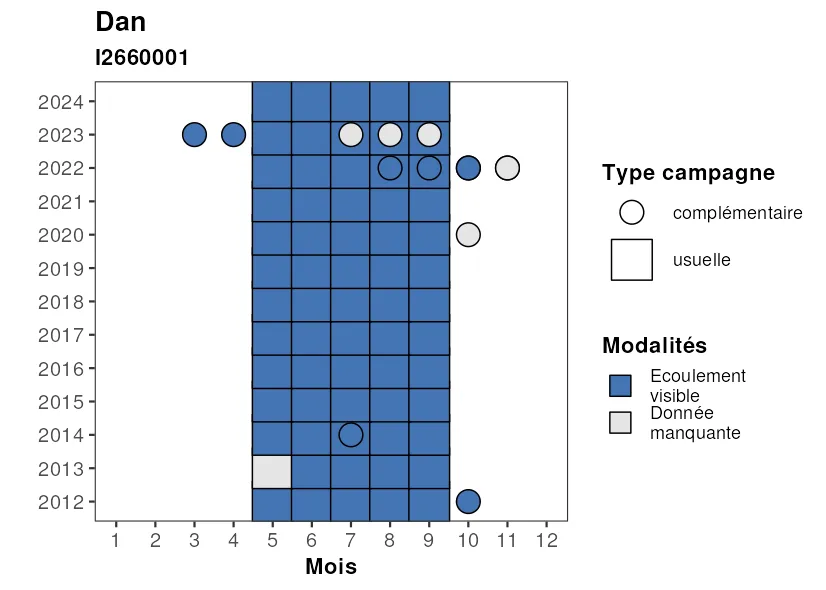 Dan
I2660001
2024
2023
2022
2021
2020
2019
2018
2017
2016
2015
2014
2013
2012
1 2 3 4 5 6 7 8 9 10 11 12
Mois
Type campagne
complémentaire
usuelle
Modalités
Ecoulement
visible
Donnée
manquante